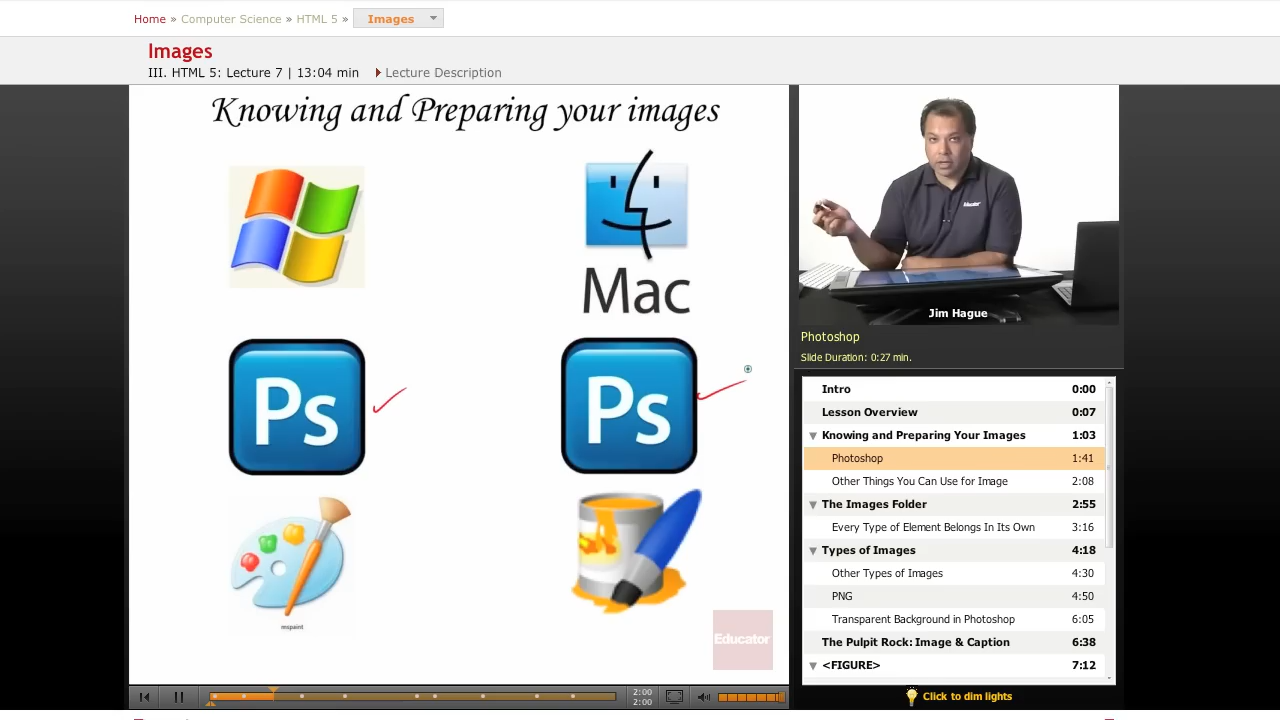 Home » Computer Science » HTML 5 » Images
Images
III. HTML 5: Lecture 7 | 13:04 min Lecture Description
Knowing and Preparing your images
Mac
Ps Ps
mspaint
Educator
Educator
Jim Hague
Photoshop
Slide Duration: 0:27 min.
Intro 0:00
Lesson Overview 0:07
Knowing and Preparing Your Images 1:03
Photoshop 1:41
Other Things You Can Use for Image 2:08
The Images Folder 2:55
Every Type of Element Belongs In Its Own 3:16
Types of Images 4:18
Other Types of Images 4:30
PNG 4:50
Transparent Background in Photoshop 6:05
The Pulpit Rock: Image & Caption 6:38
<FIGURE> 7:12
2:00
2:00
Click to dim lights